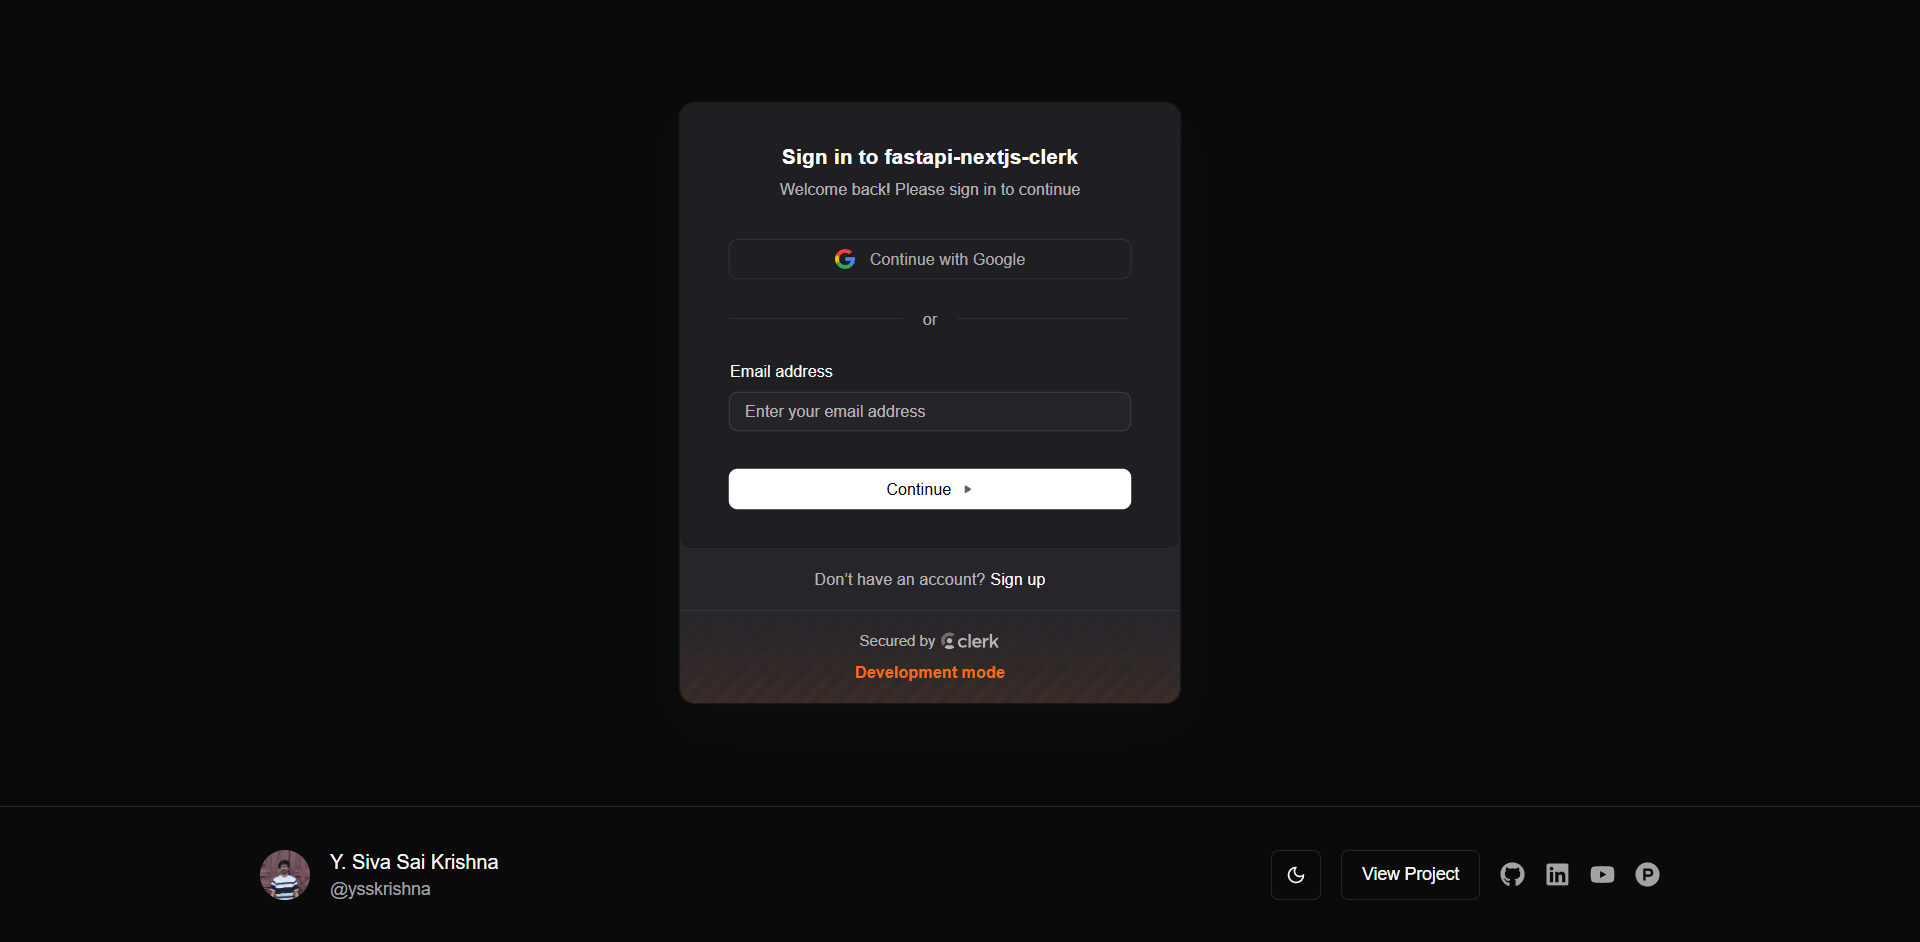 Sign in to fastapi-nextjs-clerk
Welcome back! Please sign in to continue
Continue with Google
or
Email address
Enter your email address
Continue
Don’t have an account? Sign up
Secured by clerk
Development mode
Y. Siva Sai Krishna
@ysskrishna
View Project